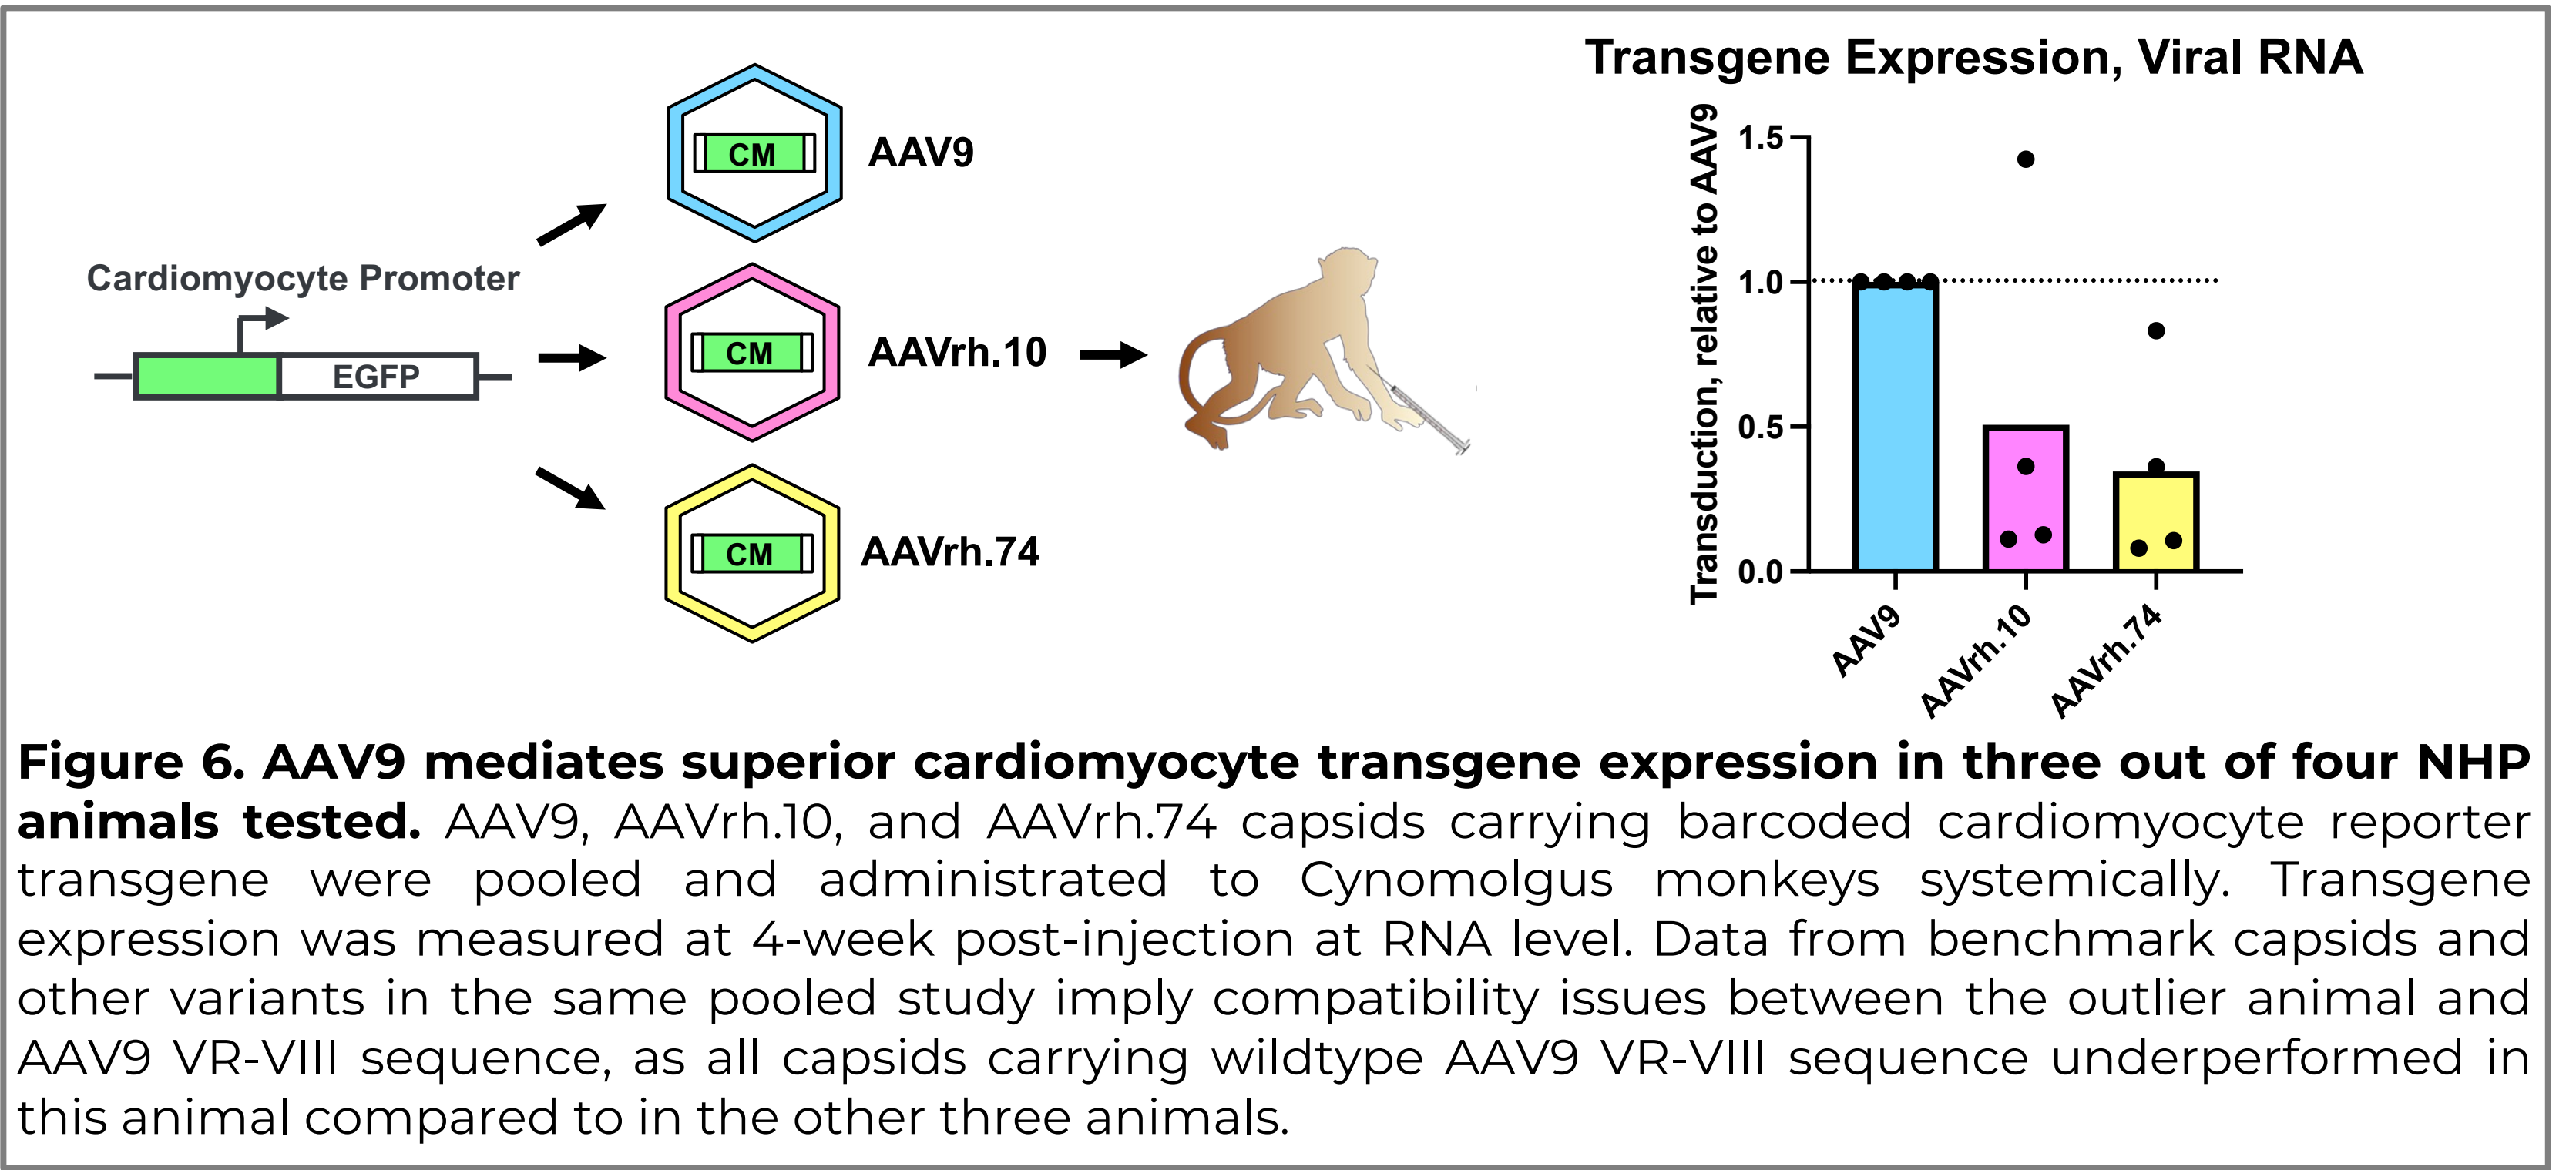 Cardiomyocyte Promoter
EGFP
CM
AAV9
CM
AAVrh.10
CM
AAVrh.74
Transgene Expression, Viral RNA
Transduction, relative to AAV9
1.5
1.0
0.5
0.0
AAV9
AAVrh.10
AAVrh.74
Figure 6. AAV9 mediates superior cardiomyocyte transgene expression in three out of four NHP
animals tested. AAV9, AAVrh.10, and AAVrh.74 capsids carrying barcoded cardiomyocyte reporter
transgene were pooled and administrated to Cynomolgus monkeys systemically. Transgene
expression was measured at 4-week post-injection at RNA level. Data from benchmark capsids and
other variants in the same pooled study imply compatibility issues between the outlier animal and
AAV9 VR-VIII sequence, as all capsids carrying wildtype AAV9 VR-VIII sequence underperformed in
this animal compared to in the other three animals.